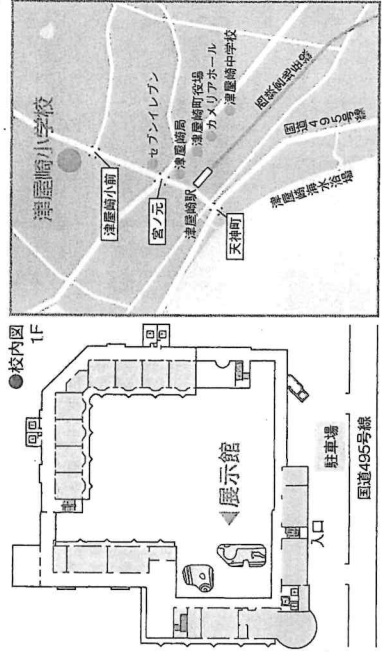 津屋崎小学校
津屋崎小前
セブンイレブン
宮ノ元
津屋崎局
津屋崎町役場
カメリアホール
津屋崎中学校
津屋崎駅
天神町
西鉄宮地岳線
国道495号線
津屋崎海水浴場
●校内図
1F
展示館
入口
駐車場
国道495号線